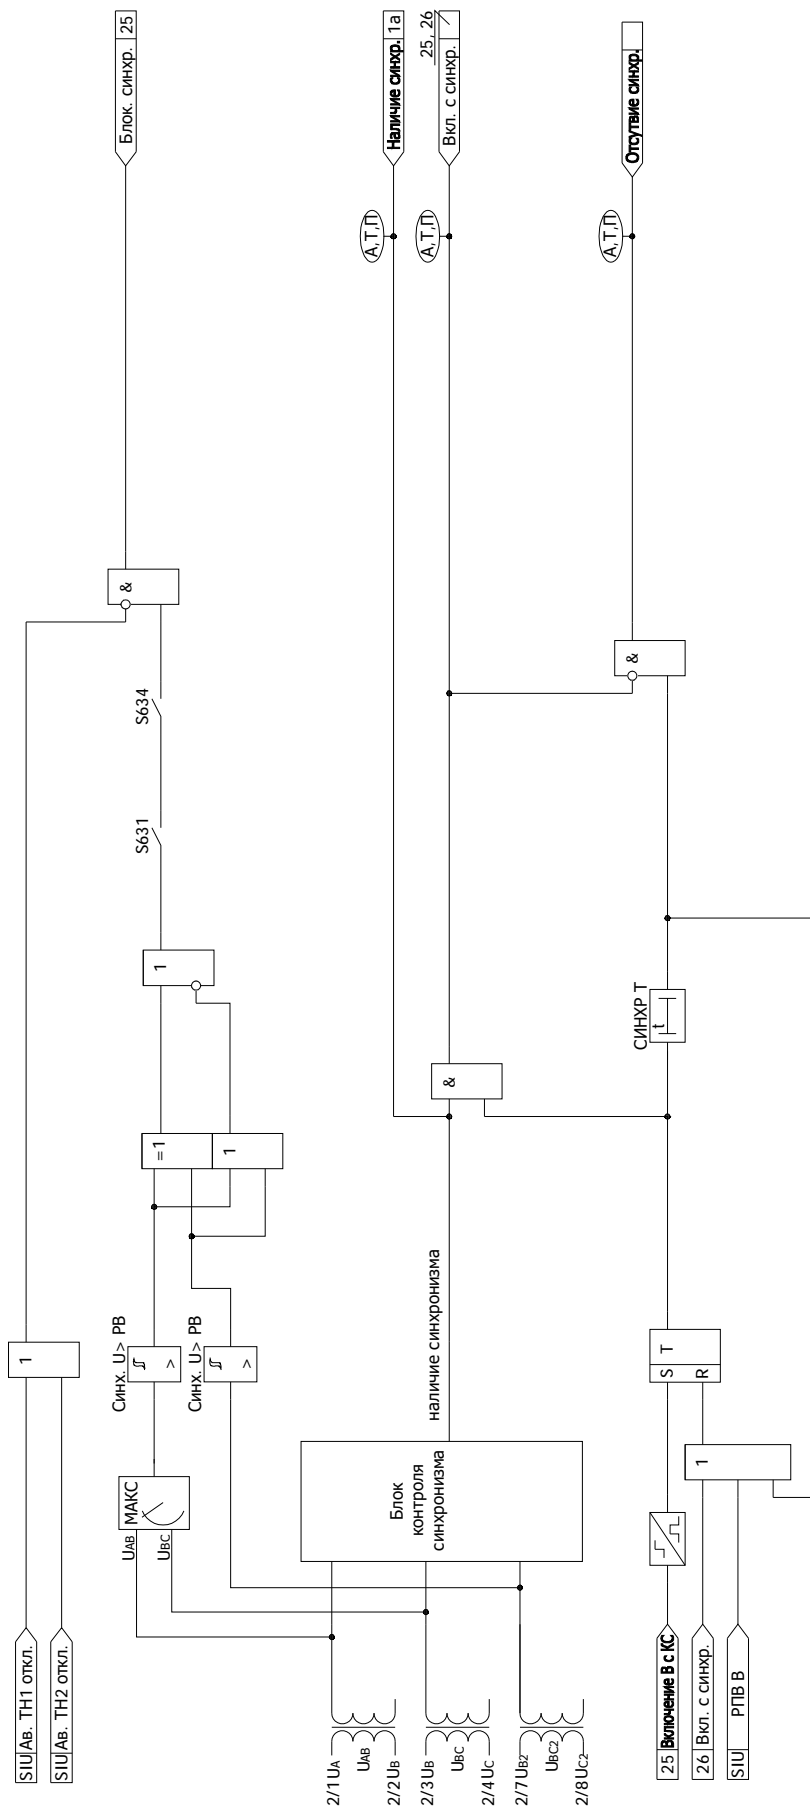 SIU Ав. ТН1 откл.
SIU Ав. ТН2 откл.
1
&
Блок. синхр. 25
S631
S634
МАКС
UAB
UBC
Синх. U> РВ
>
Синх. U> РВ
>
=1
1
1
2/1 UA
UAB
2/2 UB
2/3 UB
UBC
2/4 UC
2/7 UB2
UBC2
2/8 UC2
Блок
контроля
синхронизма
наличие синхронизма
&
А,Т,П
Наличие синхр. 1а
А,Т,П
Вкл. с синхр.
25, 26
25 Включение В с КС
26 Вкл. с синхр.
SIU РПВ В
1
S T
R
СИНХР Т
t
&
А,Т,П
Отсутвие синхр.